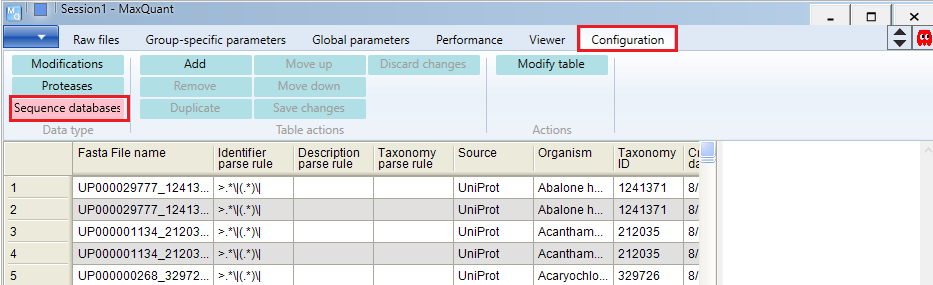 Session1 - MaxQuant
Raw files Group-specific parameters Global parameters Performance Viewer Configuration
Modifications Add Move up Discard changes Modify table
Proteases Remove Move down
Sequence databases Duplicate Save changes
Data type Table actions Actions
Fasta File name Identifier parse rule Description parse rule Taxonomy parse rule Source Organism Taxonomy ID
1 UP000029777_12413... >.*\|(.*)\| UniProt Abalone h... 1241371 8/
2 UP000029777_12413... >.*\|(.*)\| UniProt Abalone h... 1241371 8/
3 UP000001134_21203... >.*\|(.*)\| UniProt Acantham... 212035 8/
4 UP000001134_21203... >.*\|(.*)\| UniProt Acantham... 212035 8/
5 UP000000268_32972... >.*\|(.*)\| UniProt Acaryochlo... 329726 8/